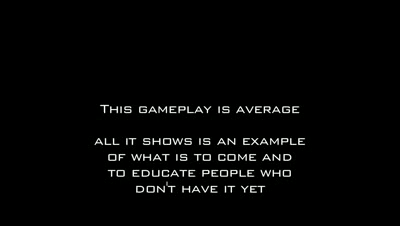 This gameplay is average
all it shows is an example
of what is to come and
to educate people who
don't have it yet